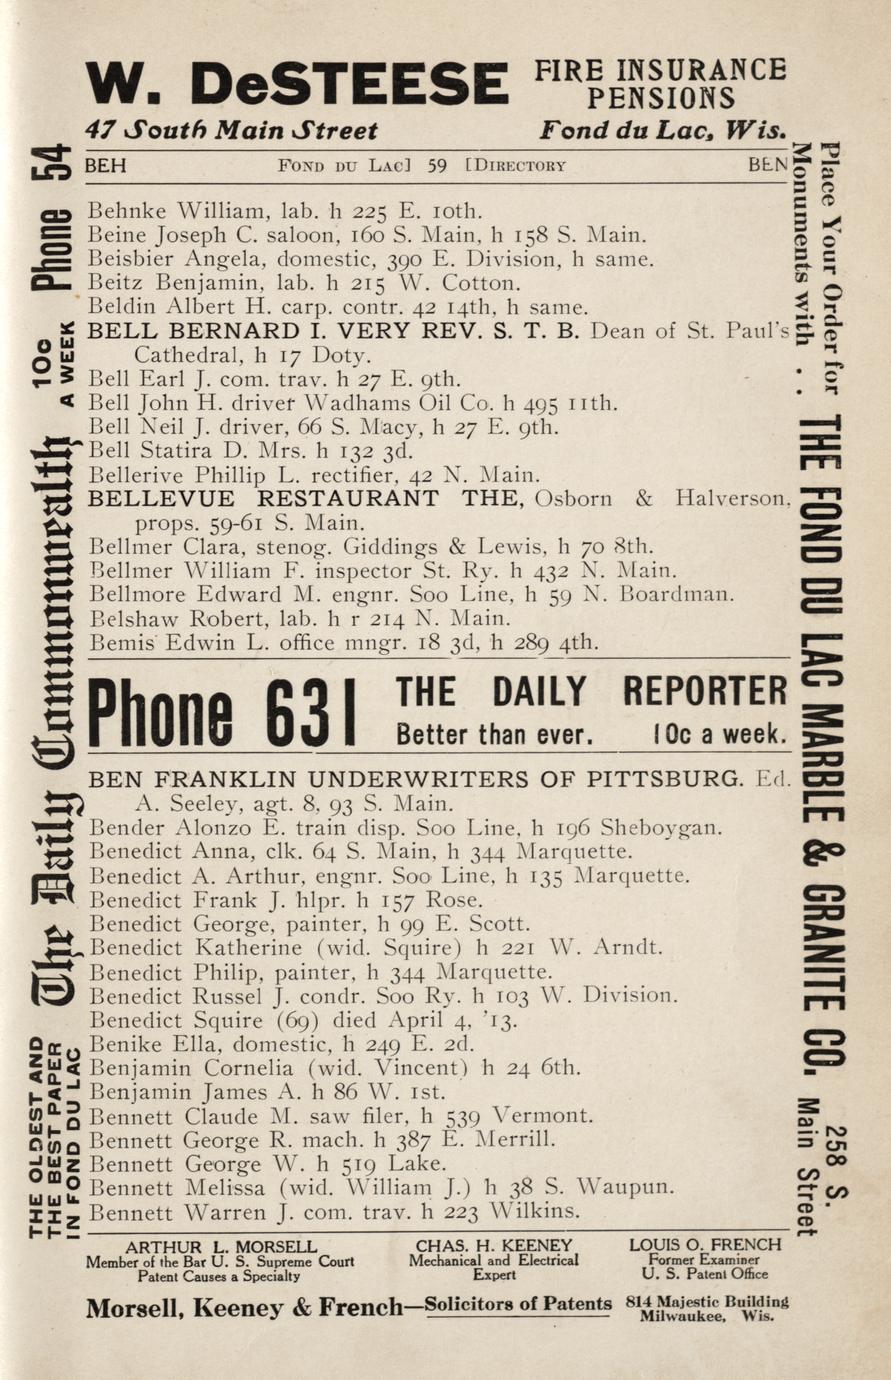 W. DeSTEESE
FIRE INSURANCE
PENSIONS
47 South Main Street
Fond du Lac, Wis.
BEH FOND DU LAC] 59 [DIRECTORY BEN
Behnke William, lab. h 225 E. 10th.
Beine Joseph C. saloon, 160 S. Main, h 158 S. Main.
Beisbier Angela, domestic, 390 E. Division, h same.
Beitz Benjamin, lab. h 215 W. Cotton.
Beldin Albert H. carp. contr. 42 14th, h same.
BELL BERNARD I. VERY REV. S. T. B. Dean of St. Paul's
Cathedral, h 17 Doty.
Bell Earl J. com. trav. h 27 E. 9th.
Bell John H. driver Wadhams Oil Co. h 495 11th.
Bell Neil J. driver, 66 S. Macy, h 27 E. 9th.
Bell Statira D. Mrs. h 132 3d.
Bellerive Phillip L. rectifier, 42 N. Main.
BELLEVUE RESTAURANT THE, Osborn & Halverson,
props. 59-61 S. Main.
Bellmer Clara, stenog. Giddings & Lewis, h 70 8th.
Bellmer William F. inspector St. Ry. h 432 N. Main.
Bellmore Edward M. engnr. Soo Line, h 59 N. Boardman.
Belshaw Robert, lab. h r 214 N. Main.
Bemis Edwin L. office mngr. 18 3d, h 289 4th.
Phone 631
THE DAILY REPORTER
Better than ever. 10c a week.
BEN FRANKLIN UNDERWRITERS OF PITTSBURG. Ed.
A. Seeley, agt. 8, 93 S. Main.
Bender Alonzo E. train disp. Soo Line, h 196 Sheboygan.
Benedict Anna, clk. 64 S. Main, h 344 Marquette.
Benedict A. Arthur, engnr. Soo Line, h 135 Marquette.
Benedict Frank J. hlpr. h 157 Rose.
Benedict George, painter, h 99 E. Scott.
Benedict Katherine (wid. Squire) h 221 W. Arndt.
Benedict Philip, painter, h 344 Marquette.
Benedict Russel J. condr. Soo Ry. h 103 W. Division.
Benedict Squire (69) died April 4, '13.
Benike Ella, domestic, h 249 E. 2d.
Benjamin Cornelia (wid. Vincent) h 24 6th.
Benjamin James A. h 86 W. 1st.
Bennett Claude M. saw filer, h 539 Vermont.
Bennett George R. mach. h 387 E. Merrill.
Bennett George W. h 519 Lake.
Bennett Melissa (wid. William J.) h 38 S. Waupun.
Bennett Warren J. com. trav. h 223 Wilkins.
ARTHUR L. MORSELL
Member of the Bar U. S. Supreme Court
Patent Causes a Specialty
CHAS. H. KEENEY
Mechanical and Electrical
Expert
LOUIS O. FRENCH
Former Examiner
U. S. Patent Office
Morsell, Keeney & French—Solicitors of Patents
814 Majestic Building
Milwaukee, Wis.
THE OLDEST AND
THE BEST PAPER
IN FOND DU LAC
The Daily Commonwealth
10c
A WEEK
Phone 54
Place Your Order for
Monuments with . .
THE FOND DU LAC MARBLE & GRANITE CO.
258 S.
Main Street